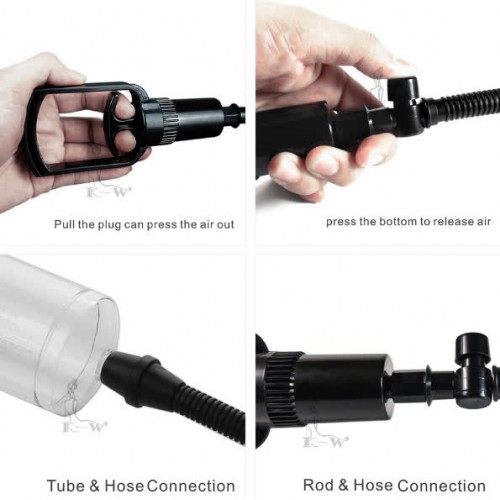 Pull the plug can press the air out
press the bottom to release air
K W
K W
Tube & Hose Connection
Rod & Hose Connection